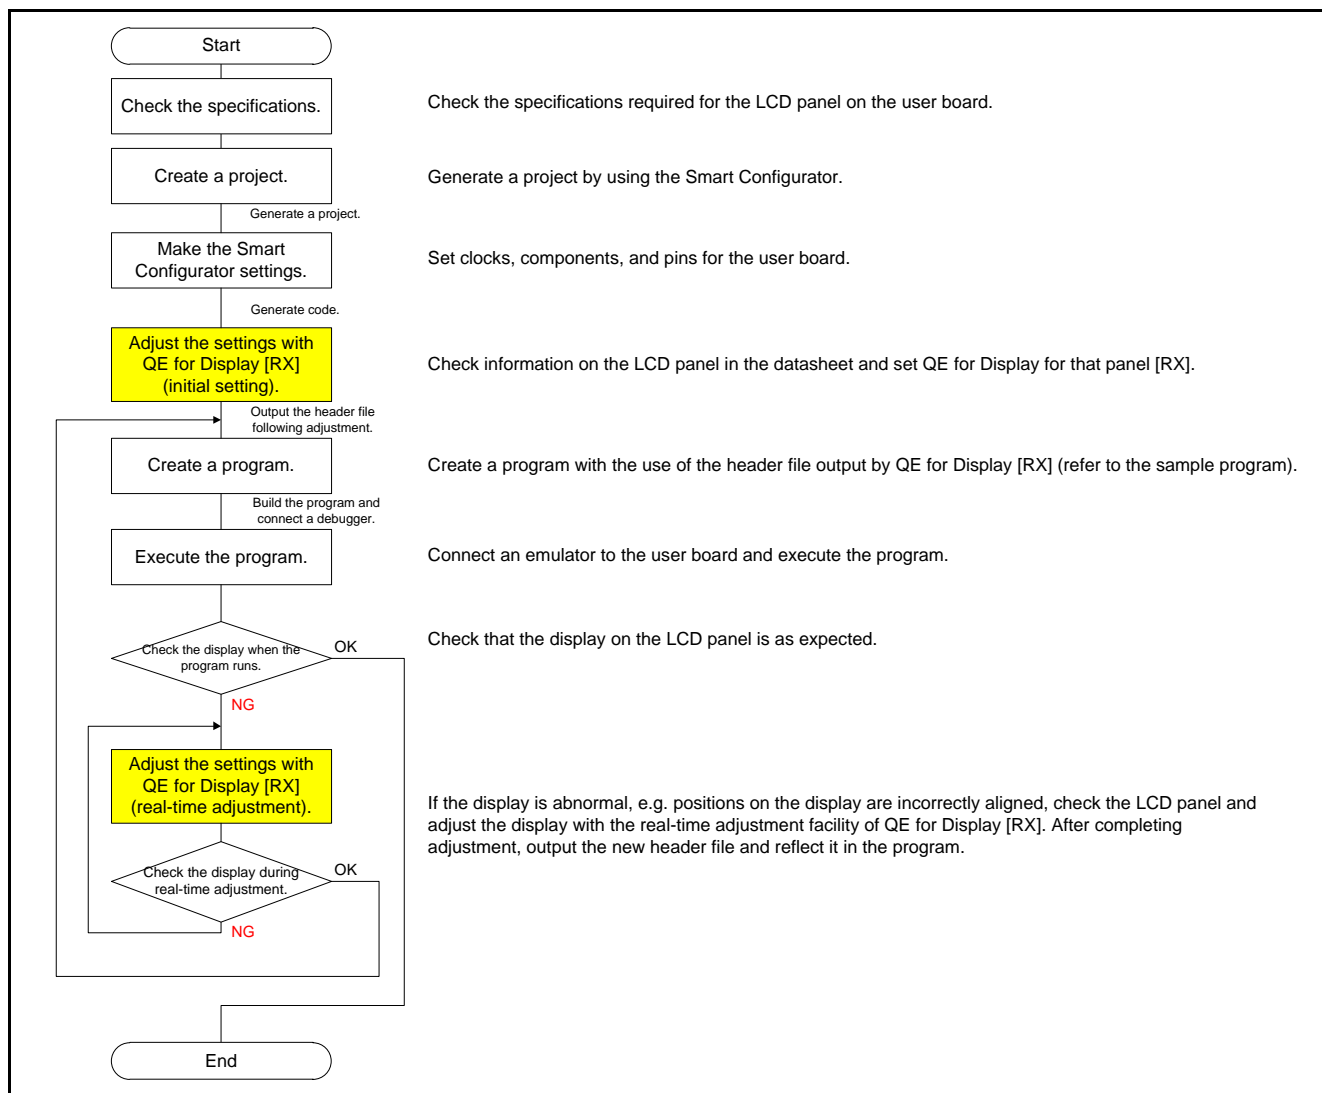 Start
Check the specifications.
Check the specifications required for the LCD panel on the user board.
Create a project.
Generate a project by using the Smart Configurator.
Generate a project.
Make the Smart
Configurator settings.
Set clocks, components, and pins for the user board.
Generate code.
Adjust the settings with
QE for Display [RX]
(initial setting).
Check information on the LCD panel in the datasheet and set QE for Display for that panel [RX].
Output the header file
following adjustment.
Create a program.
Create a program with the use of the header file output by QE for Display [RX] (refer to the sample program).
Build the program and
connect a debugger.
Execute the program.
Connect an emulator to the user board and execute the program.
Check the display when the
program runs.
OK
Check that the display on the LCD panel is as expected.
NG
Adjust the settings with
QE for Display [RX]
(real-time adjustment).
If the display is abnormal, e.g. positions on the display are incorrectly aligned, check the LCD panel and
adjust the display with the real-time adjustment facility of QE for Display [RX]. After completing
adjustment, output the new header file and reflect it in the program.
Check the display during
real-time adjustment.
OK
NG
End